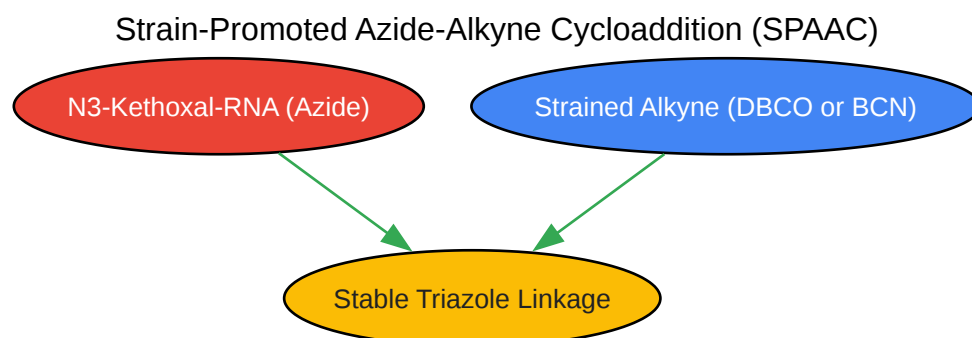 Strain-Promoted Azide-Alkyne Cycloaddition (SPAAC)
N3-Kethoxal-RNA (Azide)
Strained Alkyne (DBCO or BCN)
Stable Triazole Linkage